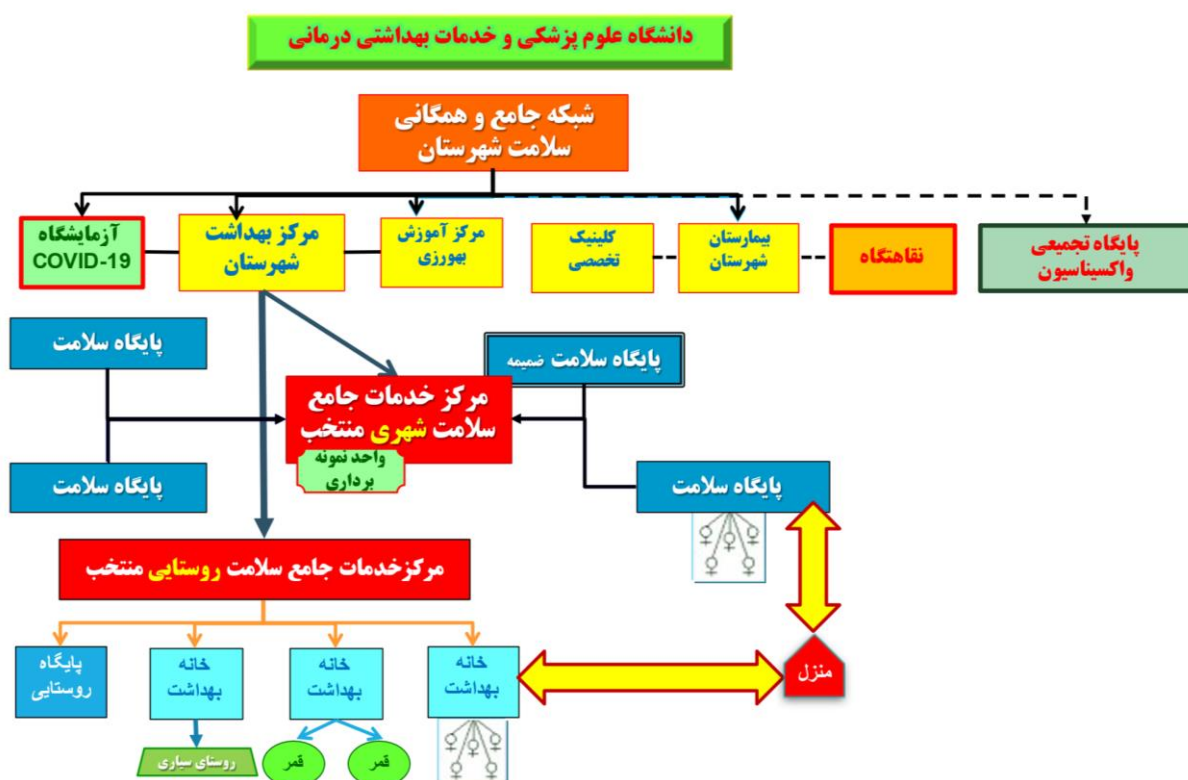 دانشگاه علوم پزشکی و خدمات بهداشتی درمانی
شبکه جامع و همگانی
سلامت شهرستان
پایگاه تجمیعی
واکسیناسیون
نقاهتگاه
بیمارستان
شهرستان
کلینیک
تخصصی
مرکز آموزش
بهورزی
مرکز بهداشت
شهرستان
آزمایشگاه
COVID-19
پایگاه سلامت ضمیمه
پایگاه سلامت
مرکز خدمات جامع
سلامت شهری منتخب
واحد نمونه
برداری
پایگاه سلامت
پایگاه سلامت
مرکزخدمات جامع سلامت روستایی منتخب
منزل
خانه
بهداشت
خانه
بهداشت
خانه
بهداشت
پایگاه
روستایی
قمر
قمر
روستای سیاری